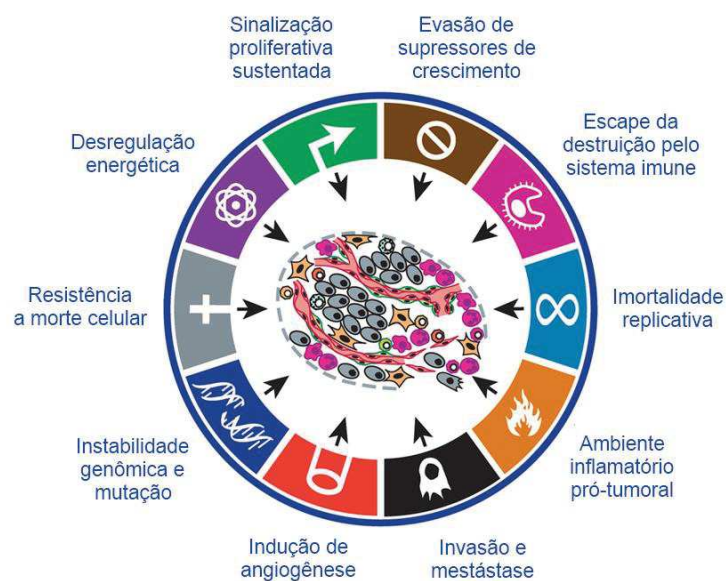 Sinalização
proliferativa
sustentada
Evasão de
supressores de
crescimento
Escape da
destruição pelo
sistema imune
Imortalidade
replicativa
Ambiente
inflamatório
pró-tumoral
Invasão e
mestástase
Indução de
angiogênese
Instabilidade
genômica e
mutação
Resistência
a morte celular
Desregulação
energética